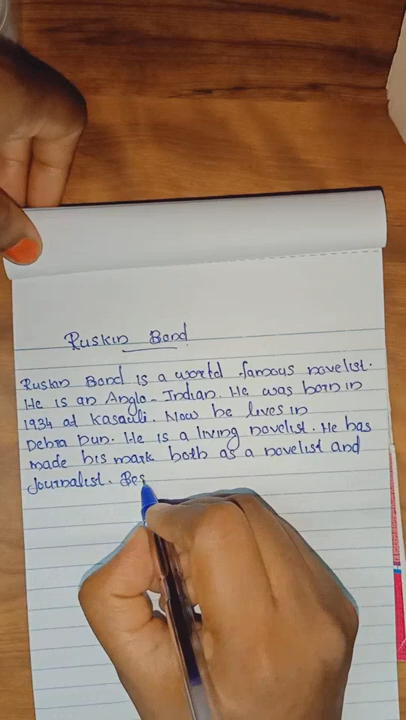 Ruskin Bond
Ruskin Bond is a world famous novelist.
He is an Anglo-Indian. He was born in
1934 at Kasauli. Now he lives in
Dehra Dun. He is a living novelist. He has
made his mark both as a novelist and
Journalist. Bes